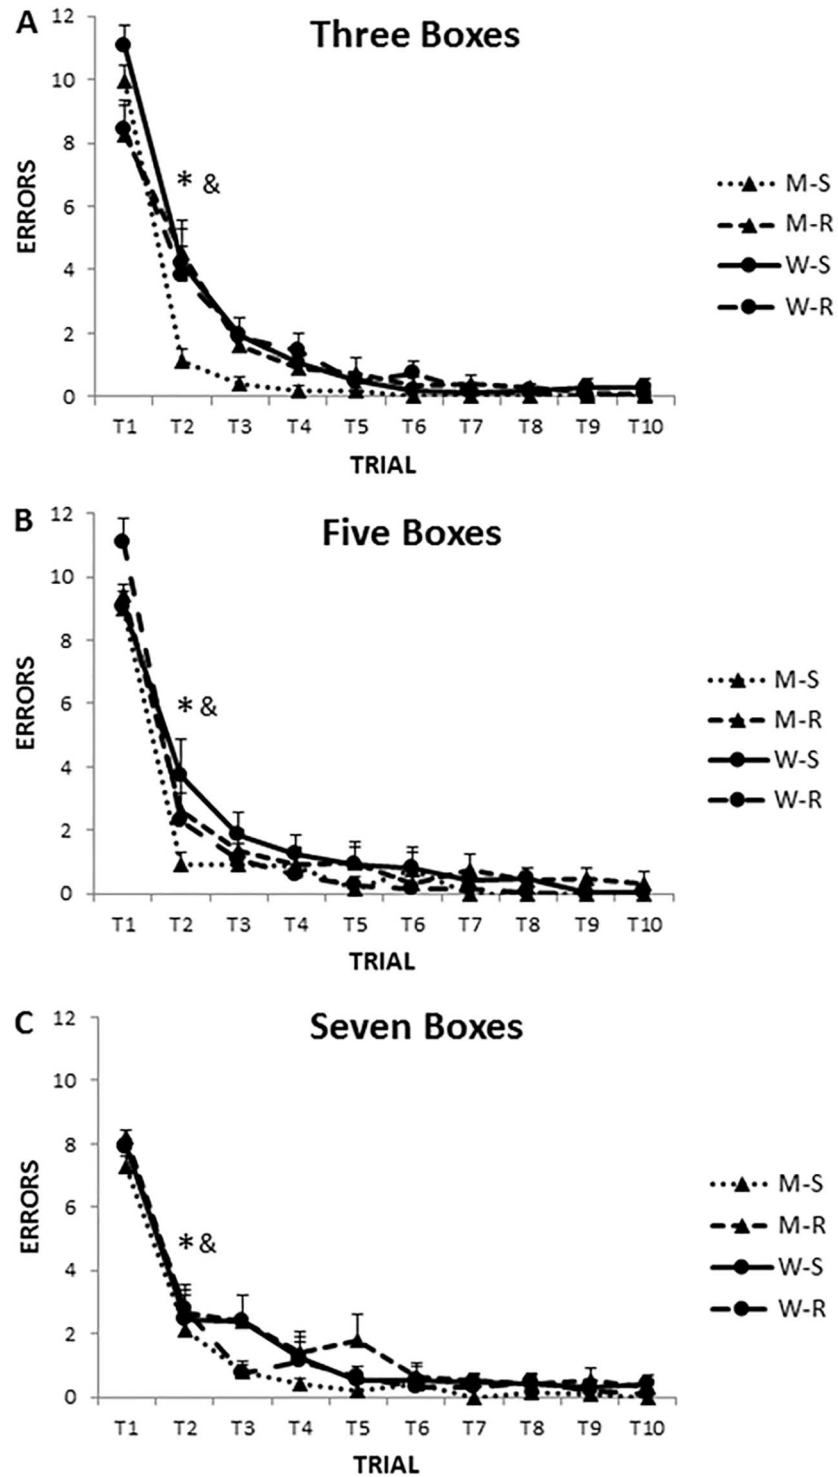 A
Three Boxes
12
10
8
6
4
2
0
ERRORS
* &
T1 T2 T3 T4 T5 T6 T7 T8 T9 T10
TRIAL
M-S
M-R
W-S
W-R
B
Five Boxes
12
10
8
6
4
2
0
ERRORS
* &
T1 T2 T3 T4 T5 T6 T7 T8 T9 T10
TRIAL
M-S
M-R
W-S
W-R
C
Seven Boxes
12
10
8
6
4
2
0
ERRORS
* &
T1 T2 T3 T4 T5 T6 T7 T8 T9 T10
TRIAL
M-S
M-R
W-S
W-R